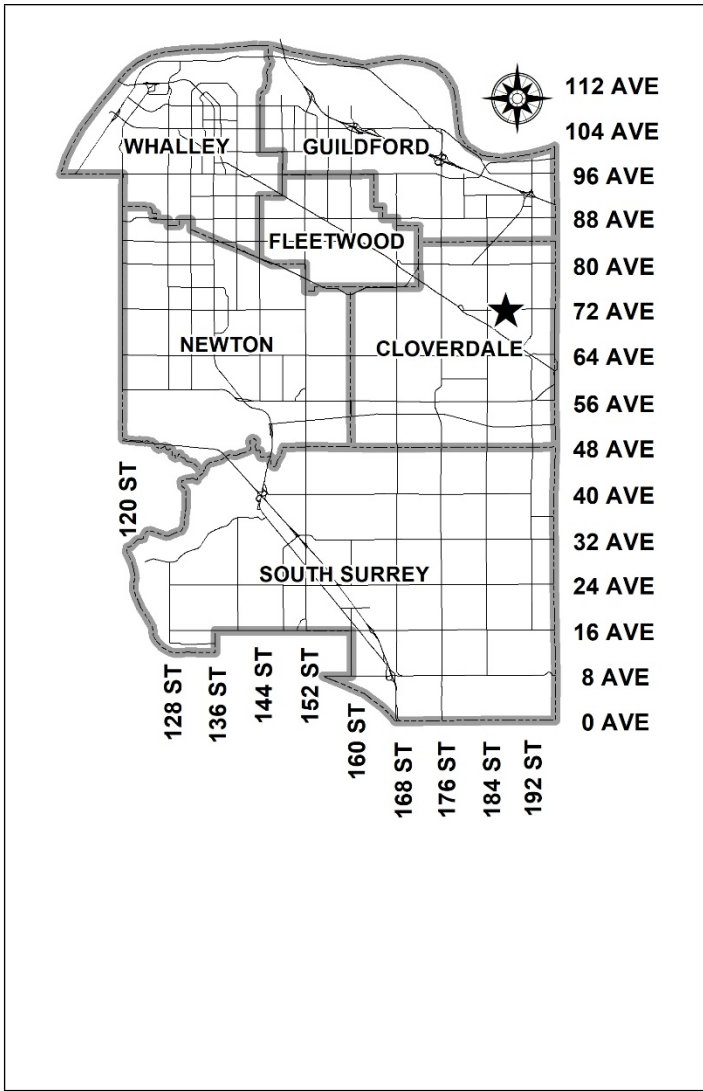 112 AVE
104 AVE
WHALLEY
GUILDFORD
96 AVE
88 AVE
FLEETWOOD
80 AVE
72 AVE
NEWTON
CLOVERDALE
64 AVE
56 AVE
48 AVE
120 ST
40 AVE
32 AVE
SOUTH SURREY
24 AVE
16 AVE
8 AVE
0 AVE
128 ST
136 ST
144 ST
152 ST
160 ST
168 ST
176 ST
184 ST
192 ST